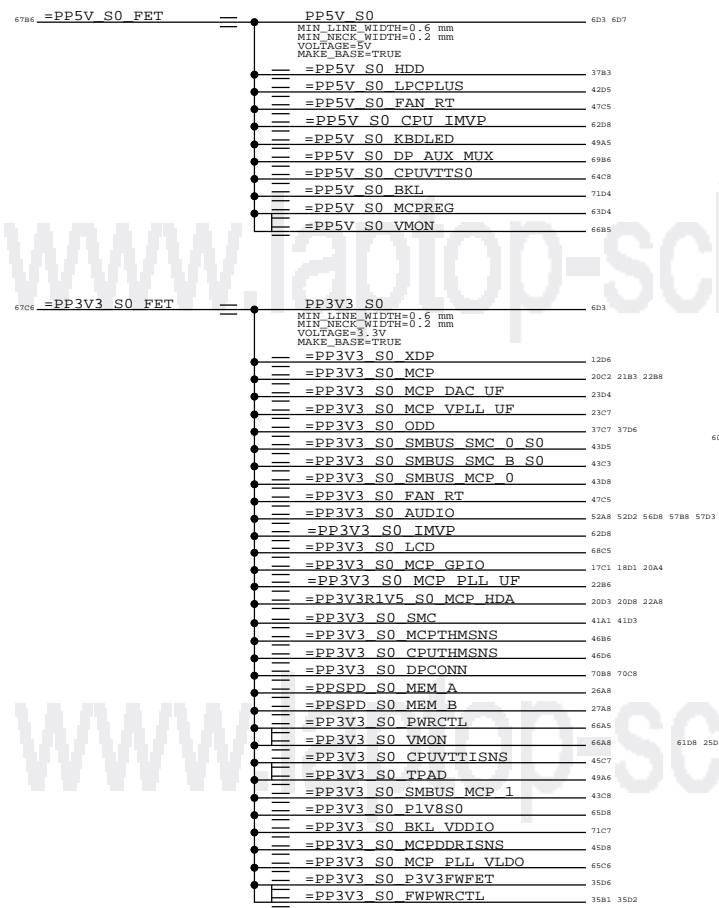 67B6 =PP5V_S0_FET PP5V_S0 6D3 6D7
MIN_LINE_WIDTH=0.6 mm
MIN_NECK_WIDTH=0.2 mm
VOLTAGE=5V
MAKE_BASE=TRUE
=PP5V_S0_HDD 37B3
=PP5V_S0_LPCPLUS 42D5
=PP5V_S0_FAN_RT 47C5
=PP5V_S0_CPU_IMVP 62D8
=PP5V_S0_KBDLED 49A5
=PP5V_S0_DP_AUX_MUX 69B6
=PP5V_S0_CPUVTTS0 64C8
=PP5V_S0_BKL 71D4
=PP5V_S0_MCPREG 63D4
=PP5V_S0_VMON 66B5
www.laptop-sc
67C6 =PP3V3_S0_FET PP3V3_S0 6D3
MIN_LINE_WIDTH=0.6 mm
MIN_NECK_WIDTH=0.2 mm
VOLTAGE=3.3V
MAKE_BASE=TRUE
=PP3V3_S0_XDP 12D6
=PP3V3_S0_MCP 20C2 21B3 22B8
=PP3V3_S0_MCP_DAC_UF 23D4
=PP3V3_S0_MCP_VPLL_UF 23C7
=PP3V3_S0_ODD 37C7 37D6
=PP3V3_S0_SMBUS_SMC_0_S0 43D5
=PP3V3_S0_SMBUS_SMC_B_S0 43C3
=PP3V3_S0_SMBUS_MCP_0 43D8
=PP3V3_S0_FAN_RT 47C5
=PP3V3_S0_AUDIO 52A8 52D2 56D8 57B8 57D3
=PP3V3_S0_IMVP 62D8
=PP3V3_S0_LCD 68C5
=PP3V3_S0_MCP_GPIO 17C1 18D1 20A4
=PP3V3_S0_MCP_PLL_UF 22B6
=PP3V3R1V5_S0_MCP_HDA 20D3 20D8 22A8
=PP3V3_S0_SMC 41A1 41D3
=PP3V3_S0_MCPTHMSNS 46B6
=PP3V3_S0_CPUTHMSNS 46D6
=PP3V3_S0_DPCONN 70B8 70C8
=PPSPD_S0_MEM_A 26A8
=PPSPD_S0_MEM_B 27A8
=PP3V3_S0_PWRCTL 66A5
=PP3V3_S0_VMON 66A8 61D8 25D
=PP3V3_S0_CPUVTTISNS 45C7
=PP3V3_S0_TPAD 49A6
=PP3V3_S0_SMBUS_MCP_1 43C8
=PP3V3_S0_P1V8S0 65D8
=PP3V3_S0_BKL_VDDIO 71C7
=PP3V3_S0_MCPDDRISNS 45D8
=PP3V3_S0_MCP_PLL_VLDO 65C6
=PP3V3_S0_P3V3FWFET 35D6
=PP3V3_S0_FWPWRCTL 35B1 35D2
www.laptop-sc